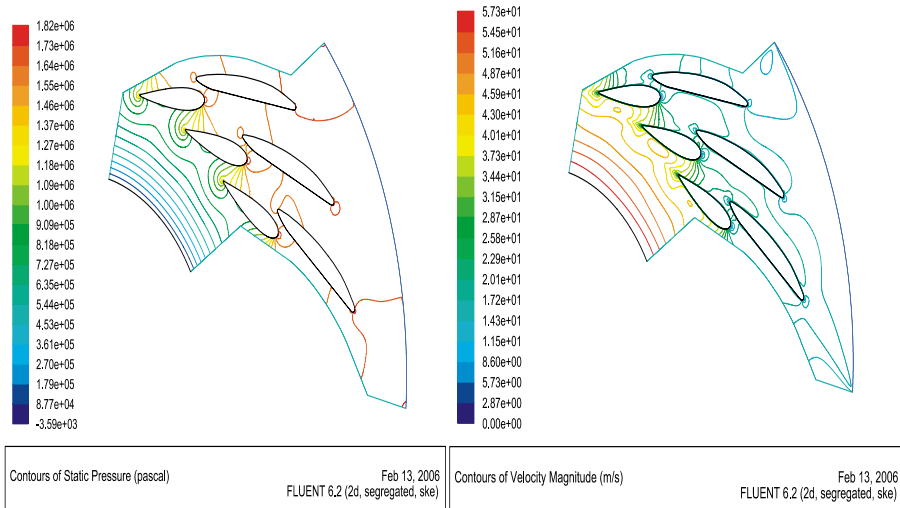 1.82e+06
1.73e+06
1.64e+06
1.55e+06
1.46e+06
1.37e+06
1.27e+06
1.18e+06
1.09e+06
1.00e+06
9.09e+05
8.18e+05
7.27e+05
6.35e+05
5.44e+05
4.53e+05
3.61e+05
2.70e+05
1.79e+05
8.77e+04
-3.59e+03
Contours of Static Pressure (pascal)
Feb 13, 2006
FLUENT 6.2 (2d, segregated, ske)
5.73e+01
5.45e+01
5.16e+01
4.87e+01
4.59e+01
4.30e+01
4.01e+01
3.73e+01
3.44e+01
3.15e+01
2.87e+01
2.58e+01
2.29e+01
2.01e+01
1.72e+01
1.43e+01
1.15e+01
8.60e+00
5.73e+00
2.87e+00
0.00e+00
Contours of Velocity Magnitude (m/s)
Feb 13, 2006
FLUENT 6.2 (2d, segregated, ske)